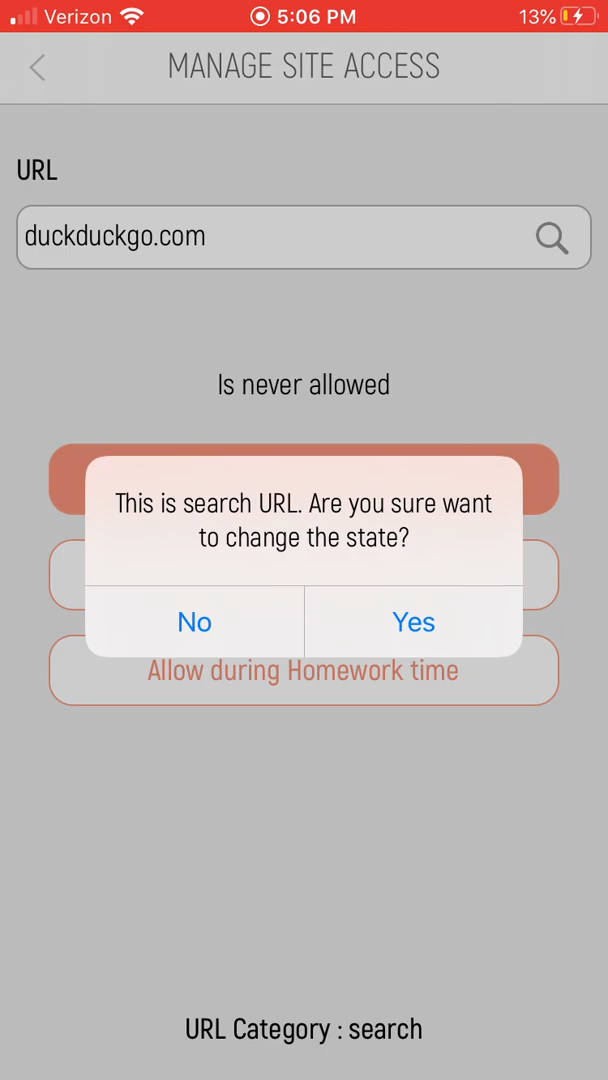 Verizon 5:06 PM 13%
MANAGE SITE ACCESS
URL
duckduckgo.com
Is never allowed
This is search URL. Are you sure want
to change the state?
No Yes
Allow during Homework time
URL Category : search